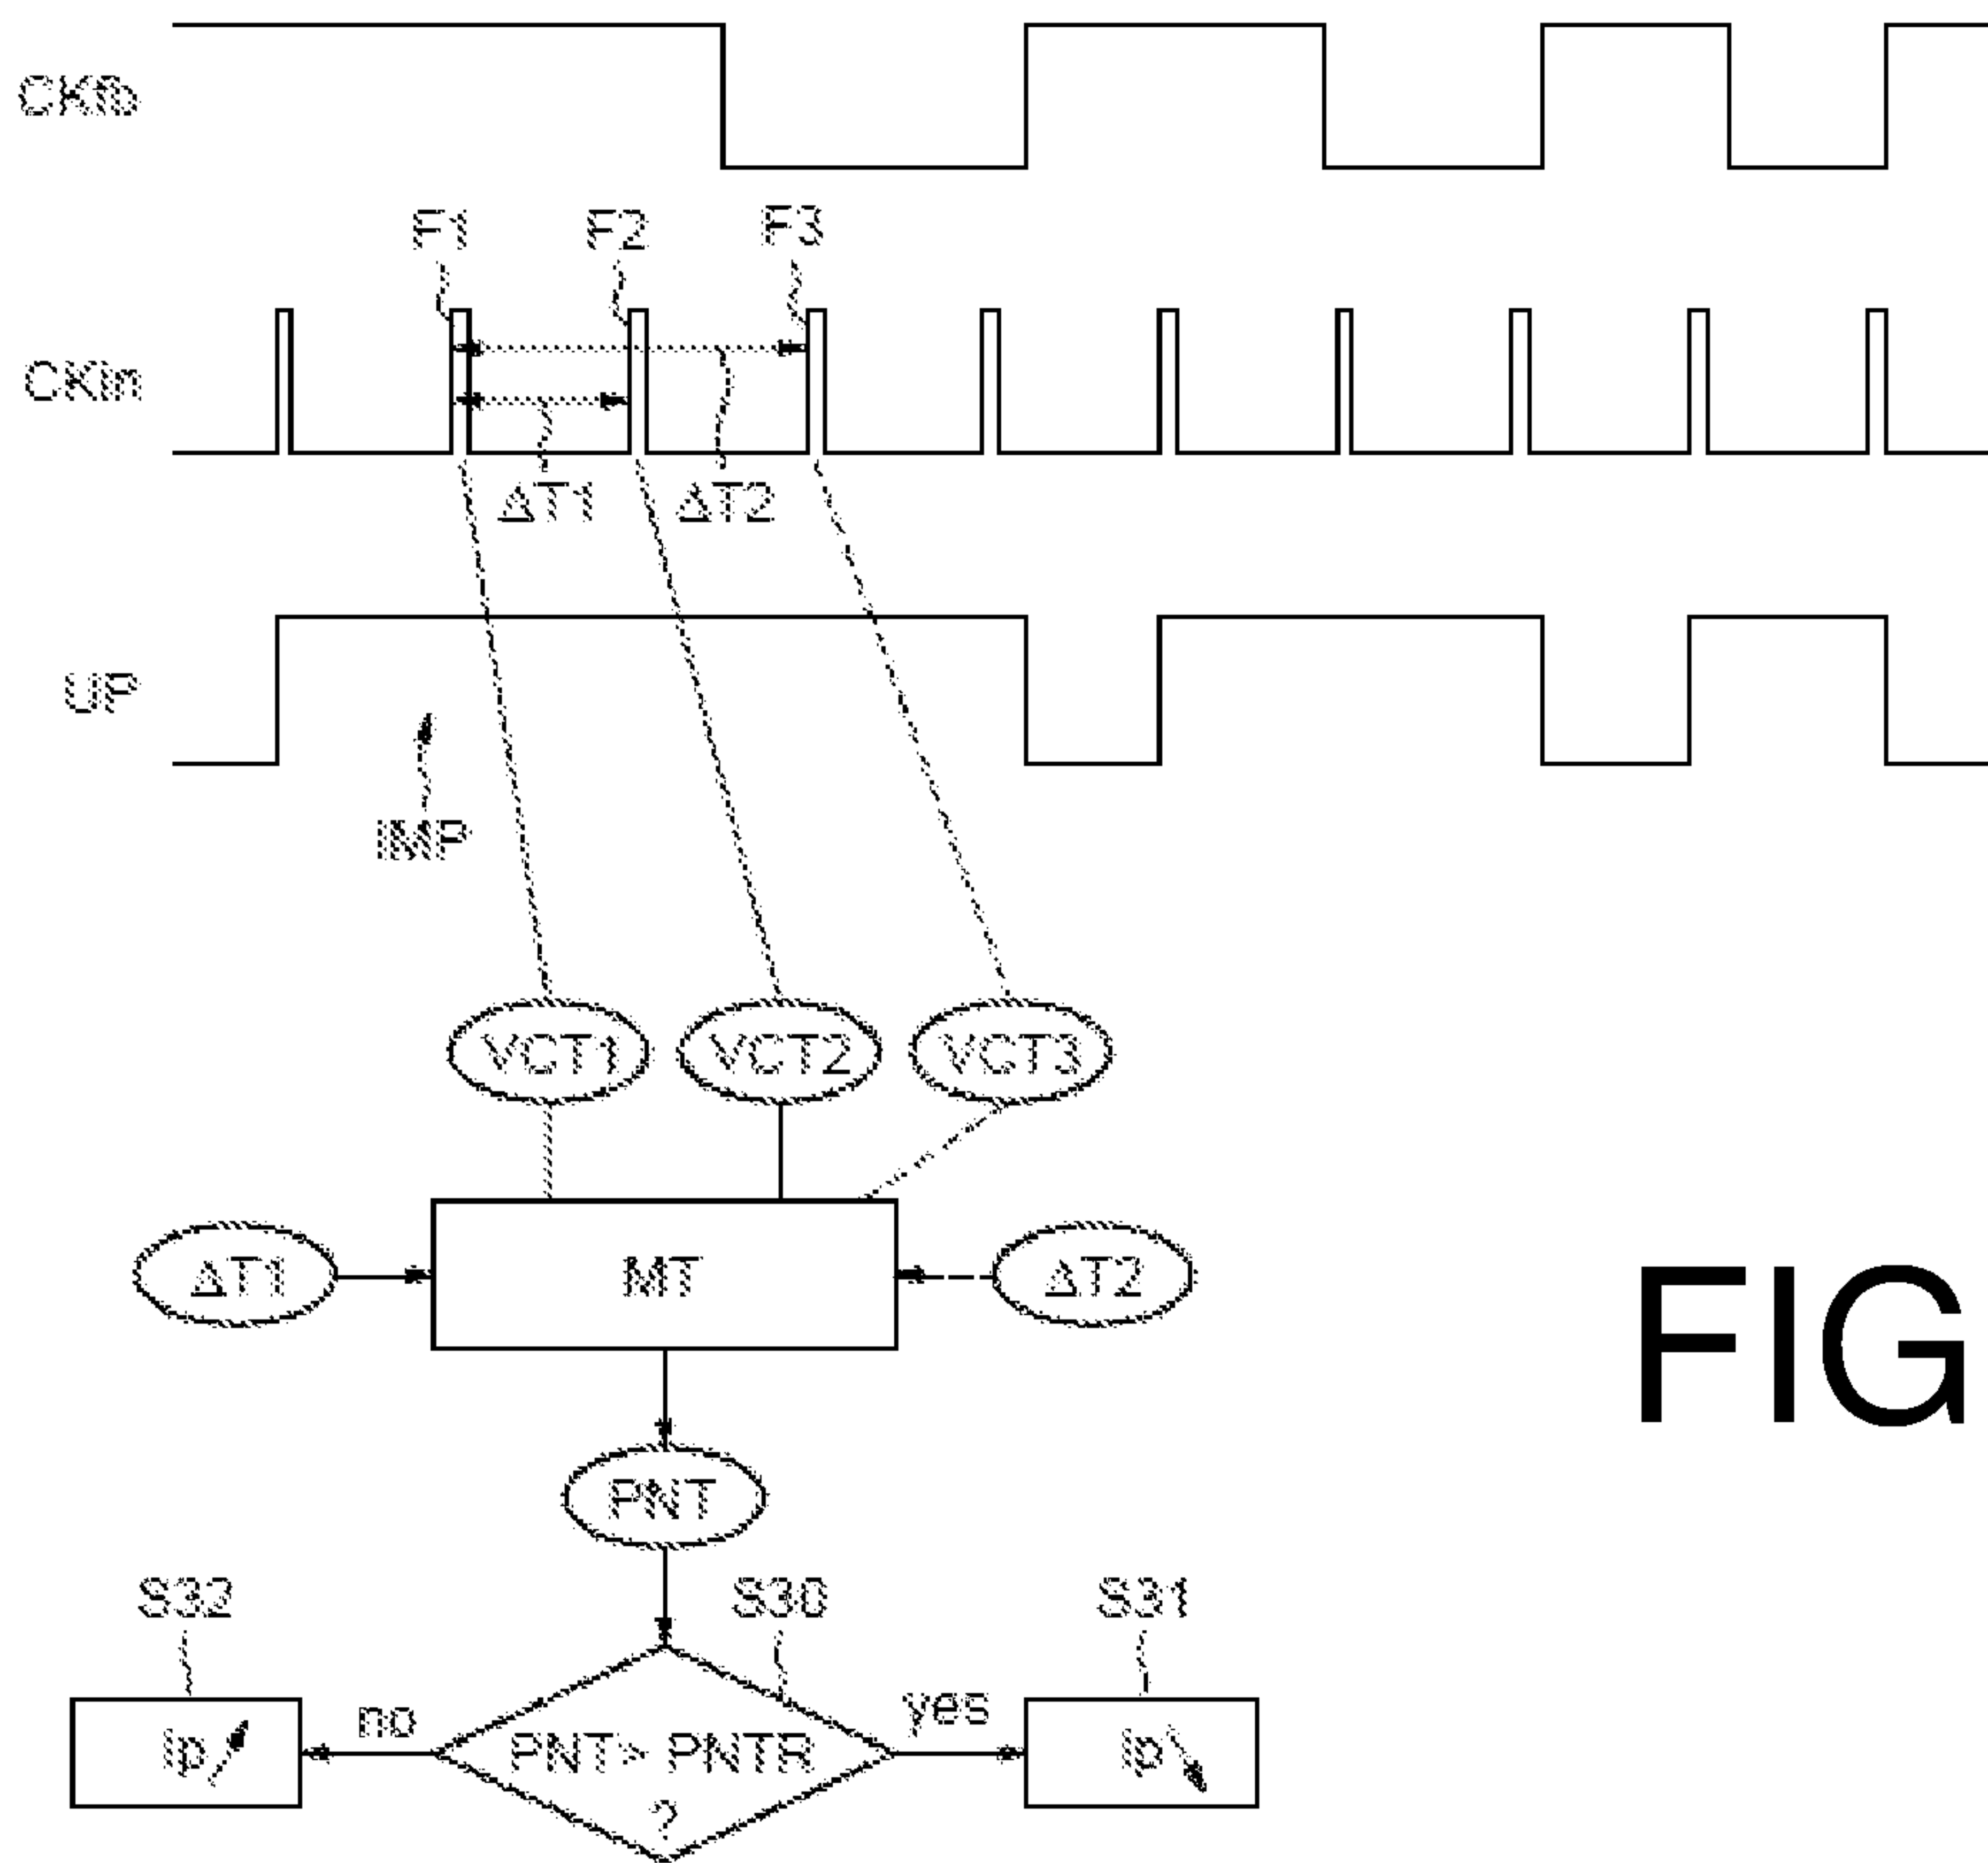 CKfb
F1 F2 F3
CKin
ΔT1 ΔT2
UP
IMP
VCT1 VCT2 VCT3
ΔT1 MT ΔT2
PNT
S32 S30 S31
no yes
Ip PNT> PNTR Ip
?
FIG